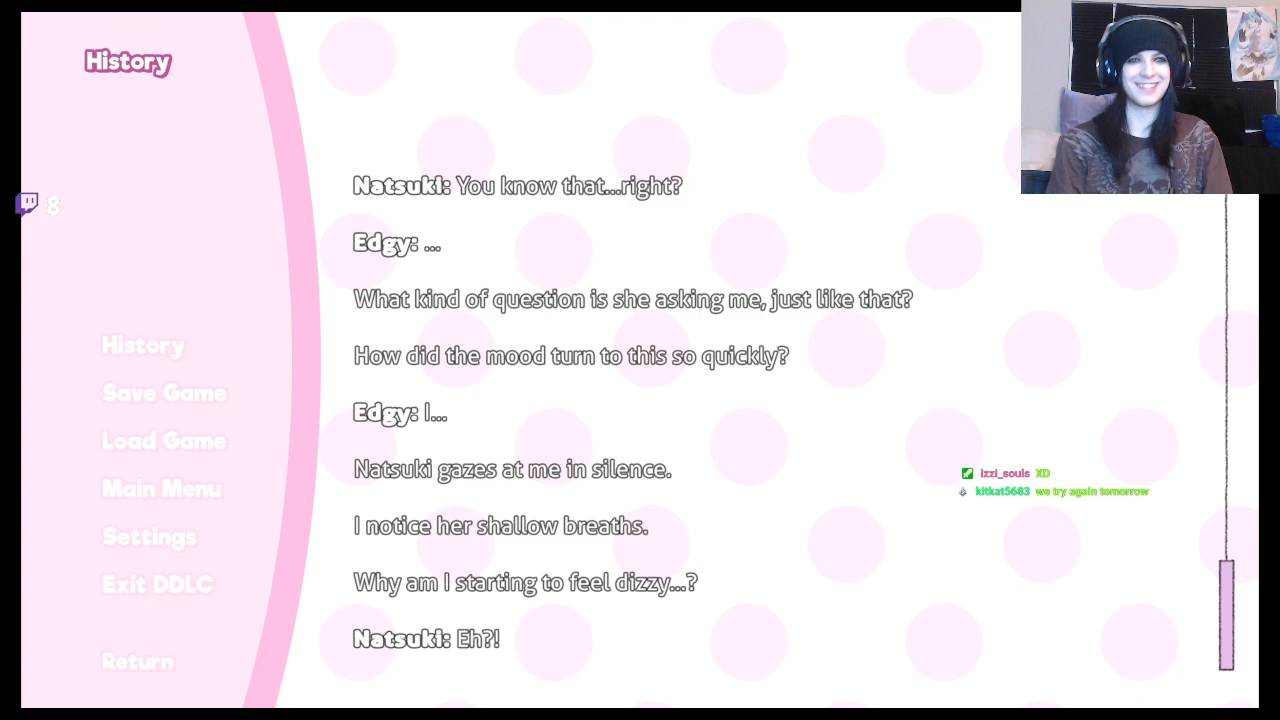 History
8
History
Save Game
Load Game
Main Menu
Settings
Exit DDLC
Return
Natsuki: You know that...right?
Edgy: ...
What kind of question is she asking me, just like that?
How did the mood turn to this so quickly?
Edgy: I...
Natsuki gazes at me in silence.
I notice her shallow breaths.
Why am I starting to feel dizzy...?
Natsuki: Eh?!
izzi_souls XD
kitkat5683 we try again tomorrow